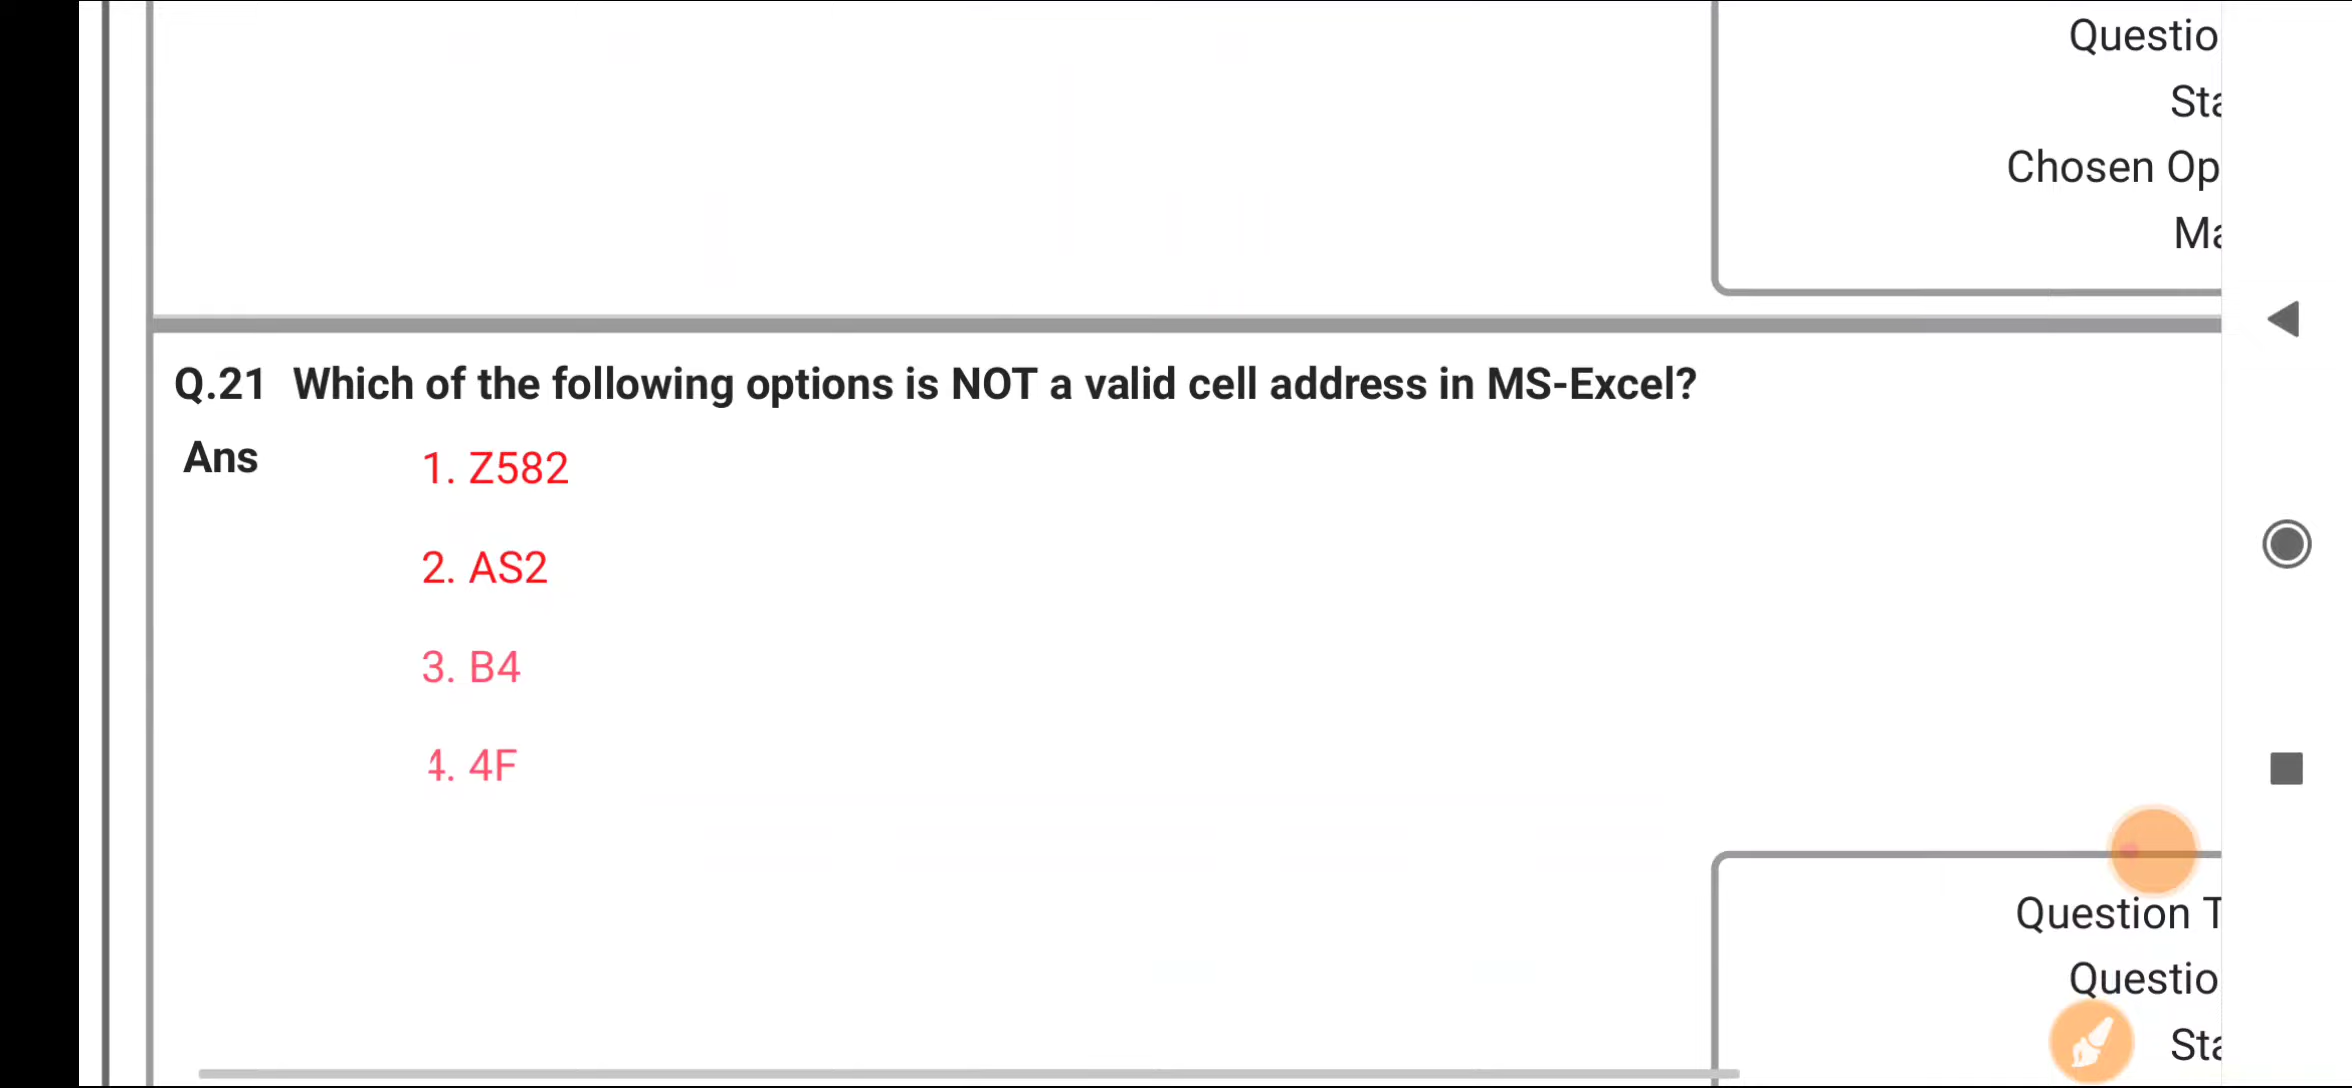 Questio
Sta
Chosen Op
Ma
Q.21 Which of the following options is NOT a valid cell address in MS-Excel?
Ans
1. Z582
2. AS2
3. B4
4. 4F
Question T
Questio
Sta